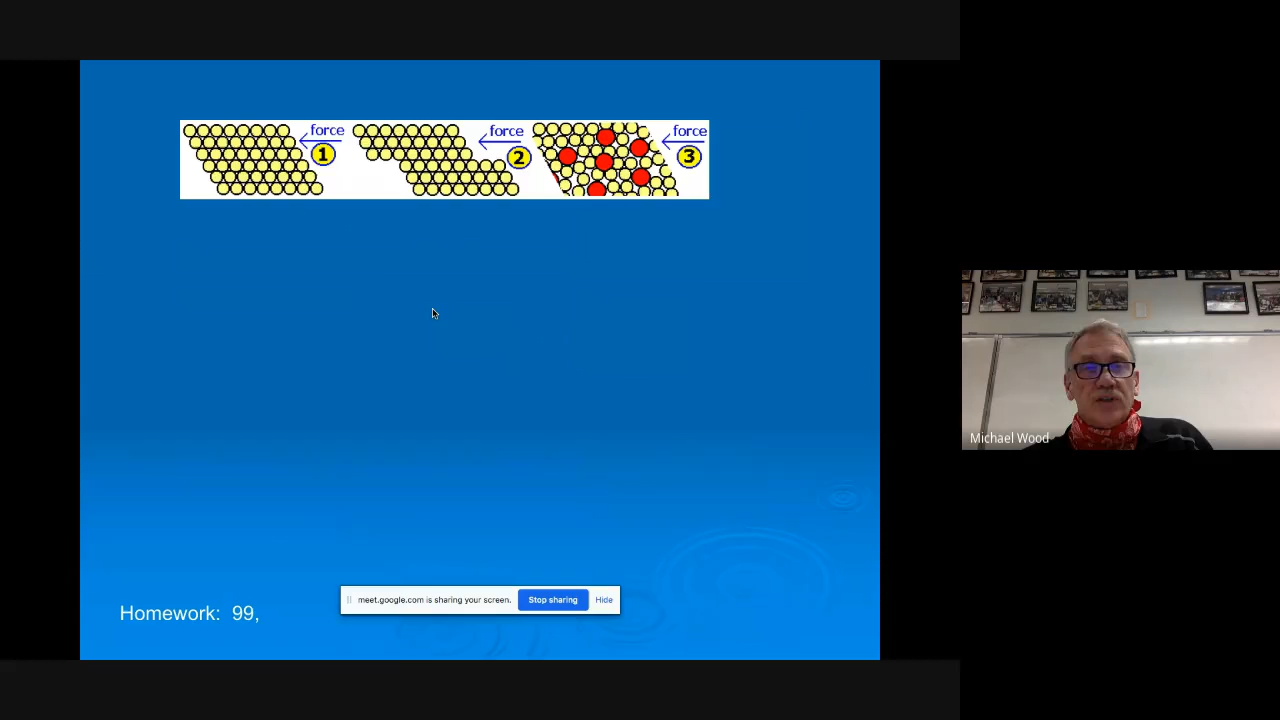 force
1
force
2
force
3
Michael Wood
meet.google.com is sharing your screen. Stop sharing Hide
Homework: 99,